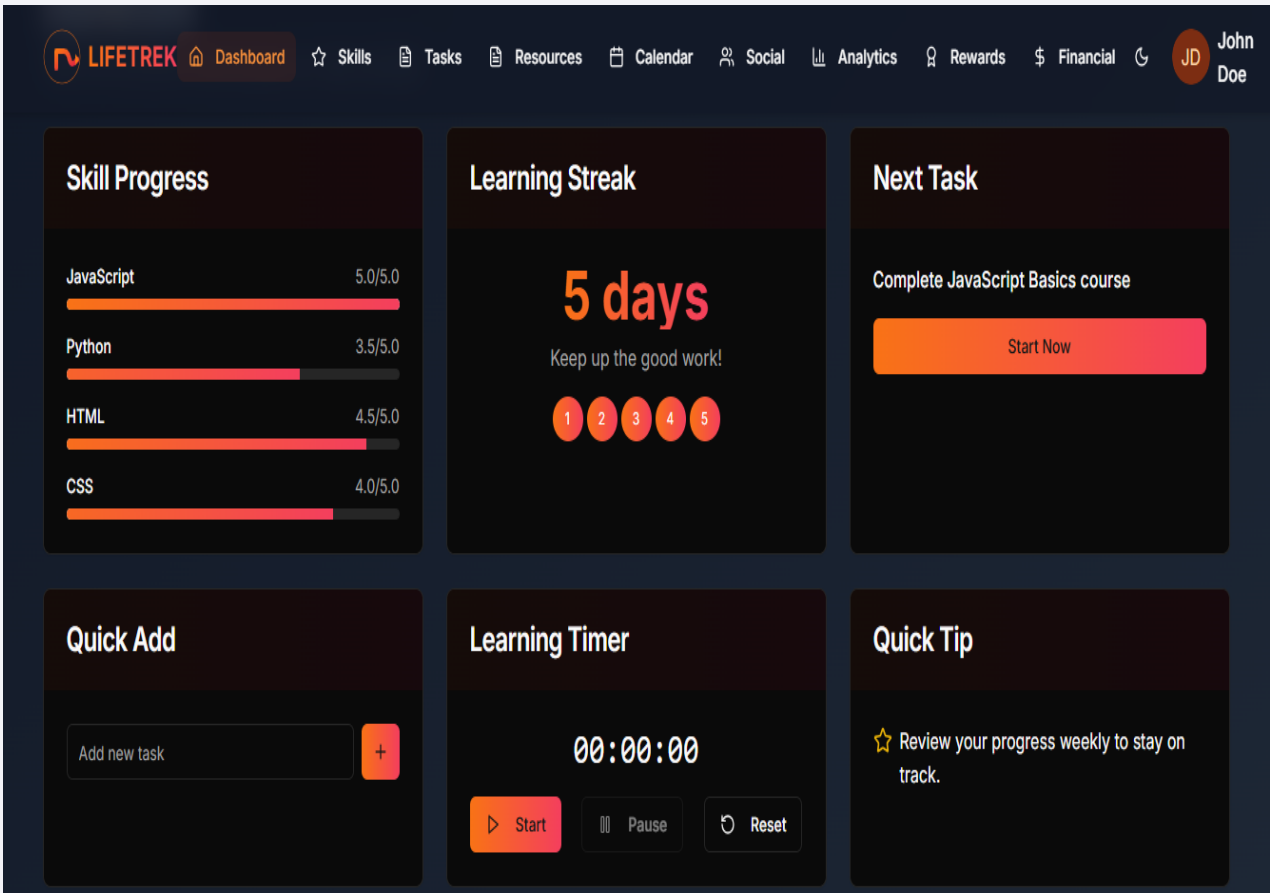 LIFETREK Dashboard Skills Tasks Resources Calendar Social Analytics Rewards Financial JD John
Doe
Skill Progress
JavaScript 5.0/5.0
Python 3.5/5.0
HTML 4.5/5.0
CSS 4.0/5.0
Learning Streak
5 days
Keep up the good work!
1 2 3 4 5
Next Task
Complete JavaScript Basics course
Start Now
Quick Add
Add new task +
Learning Timer
00:00:00
Start Pause Reset
Quick Tip
Review your progress weekly to stay on
track.